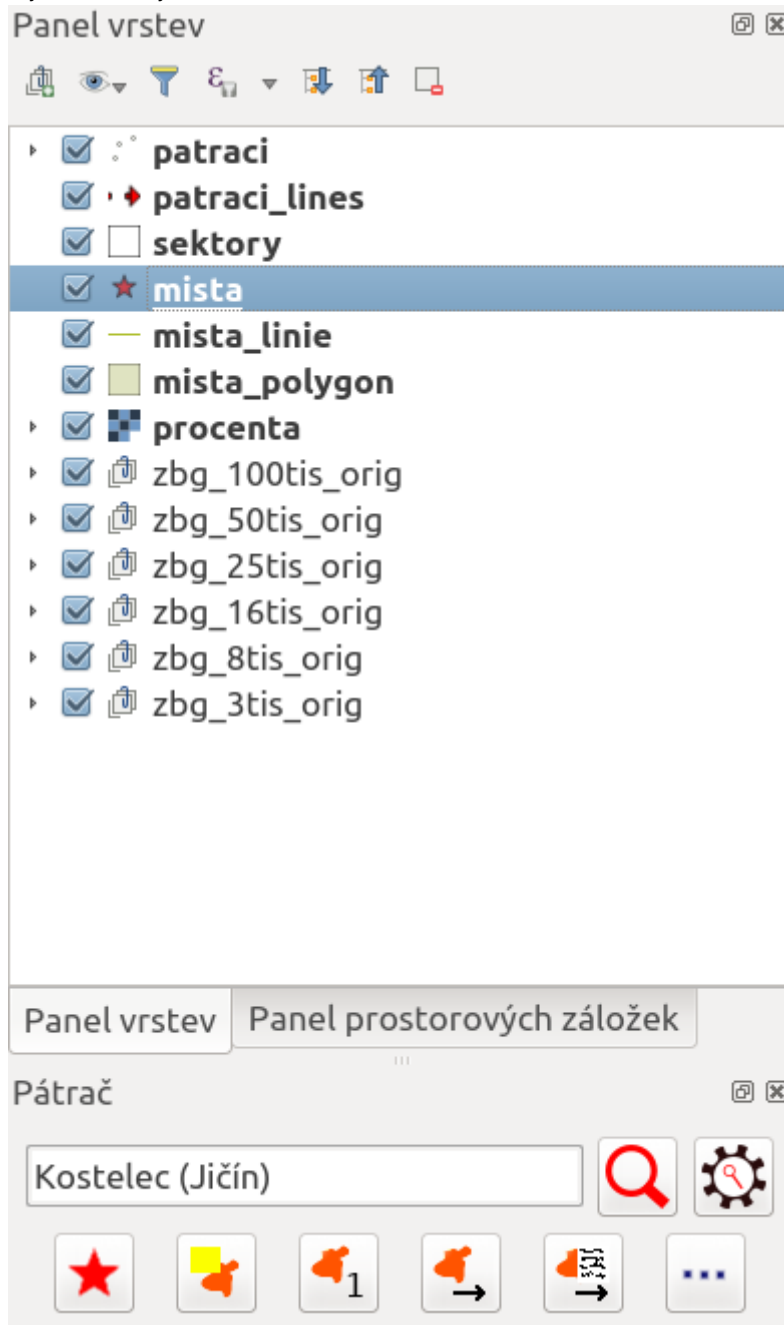 Panel vrstev
patraci
patraci_lines
sektory
mista
mista_linie
mista_polygon
procenta
zbg_100tis_orig
zbg_50tis_orig
zbg_25tis_orig
zbg_16tis_orig
zbg_8tis_orig
zbg_3tis_orig
Panel vrstev Panel prostorových záložek
Pátrač
Kostelec (Jičín)
1